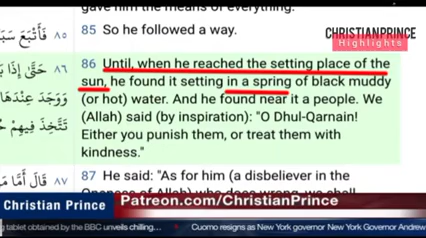 85 So he followed a way.
CHRISTIANPRINCE
Highlights
٨٥
86 Until, when he reached the setting place of the
sun, he found it setting in a spring of black muddy
(or hot) water. And he found near it a people. We
(Allah) said (by inspiration): "O Dhul-Qarnain!
Either you punish them, or treat them with
kindness."
٨٦
87 He said: "As for him (a disbeliever in the
٨٧
Christian Prince
Patreon.com/ChristianPrince
tablet obtained by the BBC unveils chilling...
Cuomo resigns as New York governor New York Governor Andrew